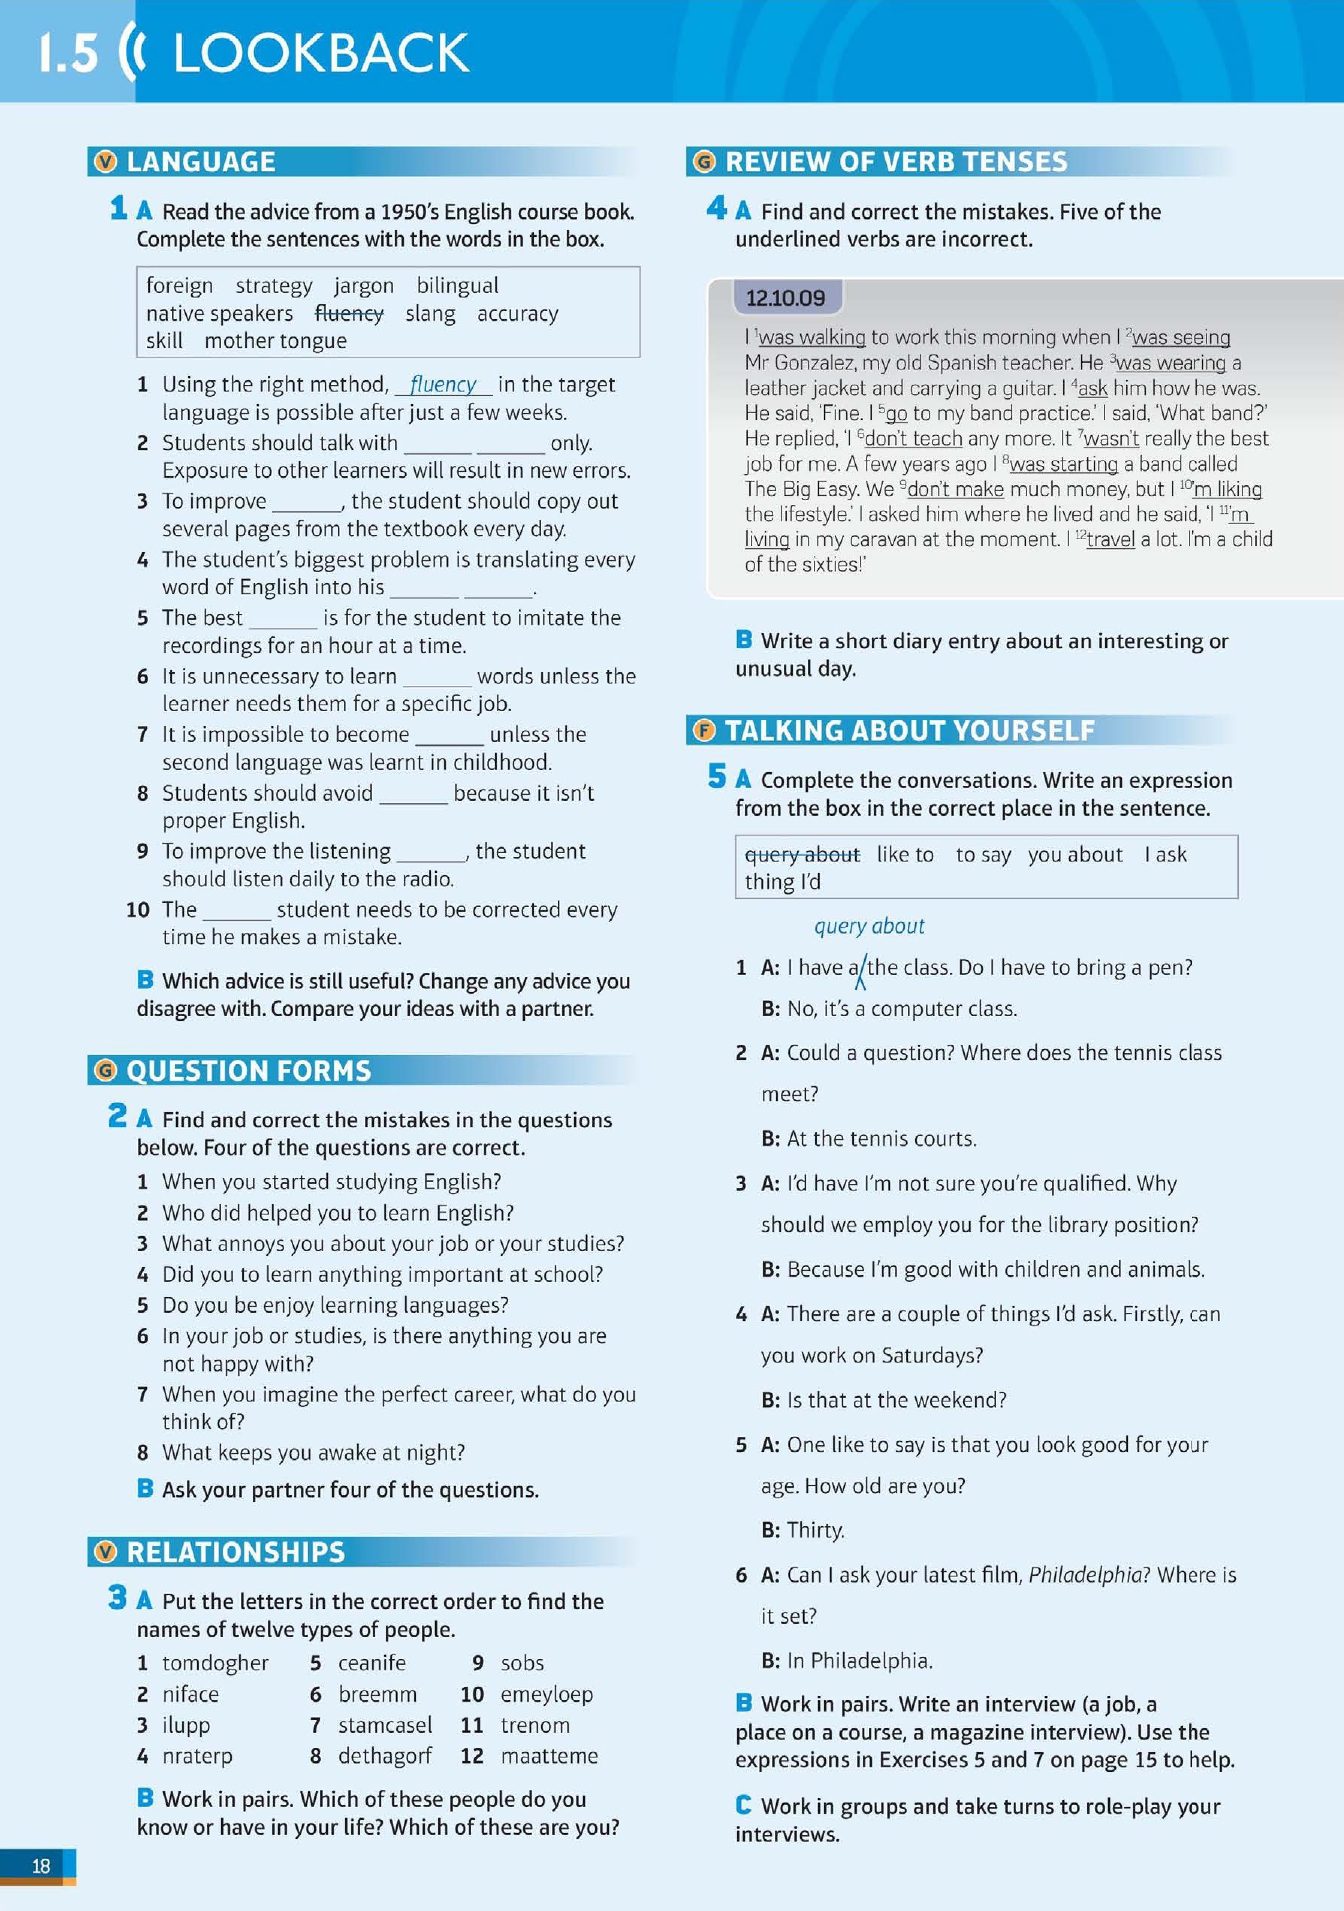 1.5 LOOKBACK
V LANGUAGE
1 A Read the advice from a 1950's English course book.
Complete the sentences with the words in the box.
foreign strategy jargon bilingual
native speakers fluency slang accuracy
skill mother tongue
1 Using the right method, fluency in the target
language is possible after just a few weeks.
2 Students should talk with ______ ______ only.
Exposure to other learners will result in new errors.
3 To improve ______, the student should copy out
several pages from the textbook every day.
4 The student's biggest problem is translating every
word of English into his ______ ______.
5 The best ______ is for the student to imitate the
recordings for an hour at a time.
6 It is unnecessary to learn ______ words unless the
learner needs them for a specific job.
7 It is impossible to become ______ unless the
second language was learnt in childhood.
8 Students should avoid ______ because it isn't
proper English.
9 To improve the listening ______, the student
should listen daily to the radio.
10 The ______ student needs to be corrected every
time he makes a mistake.
B Which advice is still useful? Change any advice you
disagree with. Compare your ideas with a partner.
G QUESTION FORMS
2 A Find and correct the mistakes in the questions
below. Four of the questions are correct.
1 When you started studying English?
2 Who did helped you to learn English?
3 What annoys you about your job or your studies?
4 Did you to learn anything important at school?
5 Do you be enjoy learning languages?
6 In your job or studies, is there anything you are
not happy with?
7 When you imagine the perfect career, what do you
think of?
8 What keeps you awake at night?
B Ask your partner four of the questions.
V RELATIONSHIPS
3 A Put the letters in the correct order to find the
names of twelve types of people.
1 tomdogher 5 ceanife 9 sobs
2 niface 6 breemm 10 emeyloep
3 ilupp 7 stamcasel 11 trenom
4 nraterp 8 dethagorf 12 maatteme
B Work in pairs. Which of these people do you
know or have in your life? Which of these are you?
18
G REVIEW OF VERB TENSES
4 A Find and correct the mistakes. Five of the
underlined verbs are incorrect.
12.10.09
I 1was walking to work this morning when I 2was seeing
Mr Gonzalez, my old Spanish teacher. He 3was wearing a
leather jacket and carrying a guitar. I 4ask him how he was.
He said, 'Fine. I 5go to my band practice.' I said, 'What band?'
He replied, 'I 6don't teach any more. It 7wasn't really the best
job for me. A few years ago I 8was starting a band called
The Big Easy. We 9don't make much money, but I 10'm liking
the lifestyle.' I asked him where he lived and he said, 'I 11'm
living in my caravan at the moment. I 12travel a lot. I'm a child
of the sixties!'
B Write a short diary entry about an interesting or
unusual day.
F TALKING ABOUT YOURSELF
5 A Complete the conversations. Write an expression
from the box in the correct place in the sentence.
query about like to to say you about I ask
thing I'd
query about
1 A: I have a/the class. Do I have to bring a pen?
B: No, it's a computer class.
2 A: Could a question? Where does the tennis class
meet?
B: At the tennis courts.
3 A: I'd have I'm not sure you're qualified. Why
should we employ you for the library position?
B: Because I'm good with children and animals.
4 A: There are a couple of things I'd ask. Firstly, can
you work on Saturdays?
B: Is that at the weekend?
5 A: One like to say is that you look good for your
age. How old are you?
B: Thirty.
6 A: Can I ask your latest film, Philadelphia? Where is
it set?
B: In Philadelphia.
B Work in pairs. Write an interview (a job, a
place on a course, a magazine interview). Use the
expressions in Exercises 5 and 7 on page 15 to help.
C Work in groups and take turns to role-play your
interviews.